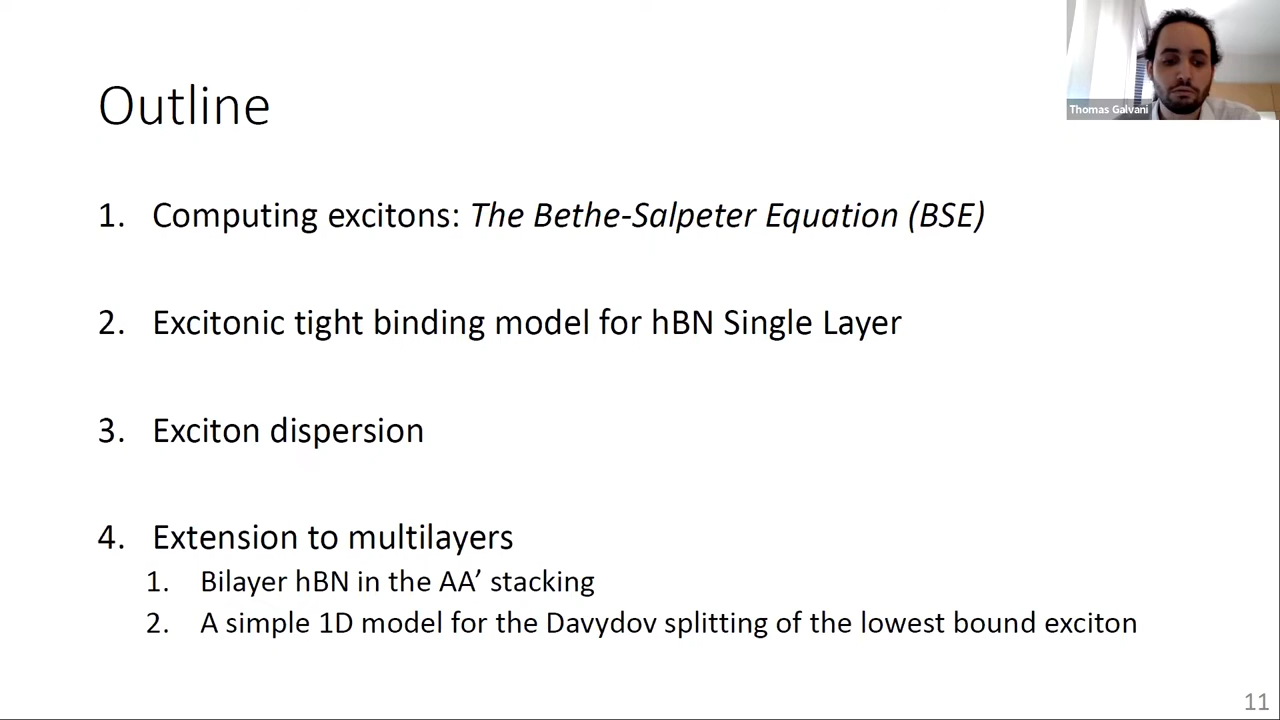 Thomas Galvani
Outline
1. Computing excitons: The Bethe-Salpeter Equation (BSE)
2. Excitonic tight binding model for hBN Single Layer
3. Exciton dispersion
4. Extension to multilayers
1. Bilayer hBN in the AA’ stacking
2. A simple 1D model for the Davydov splitting of the lowest bound exciton
11